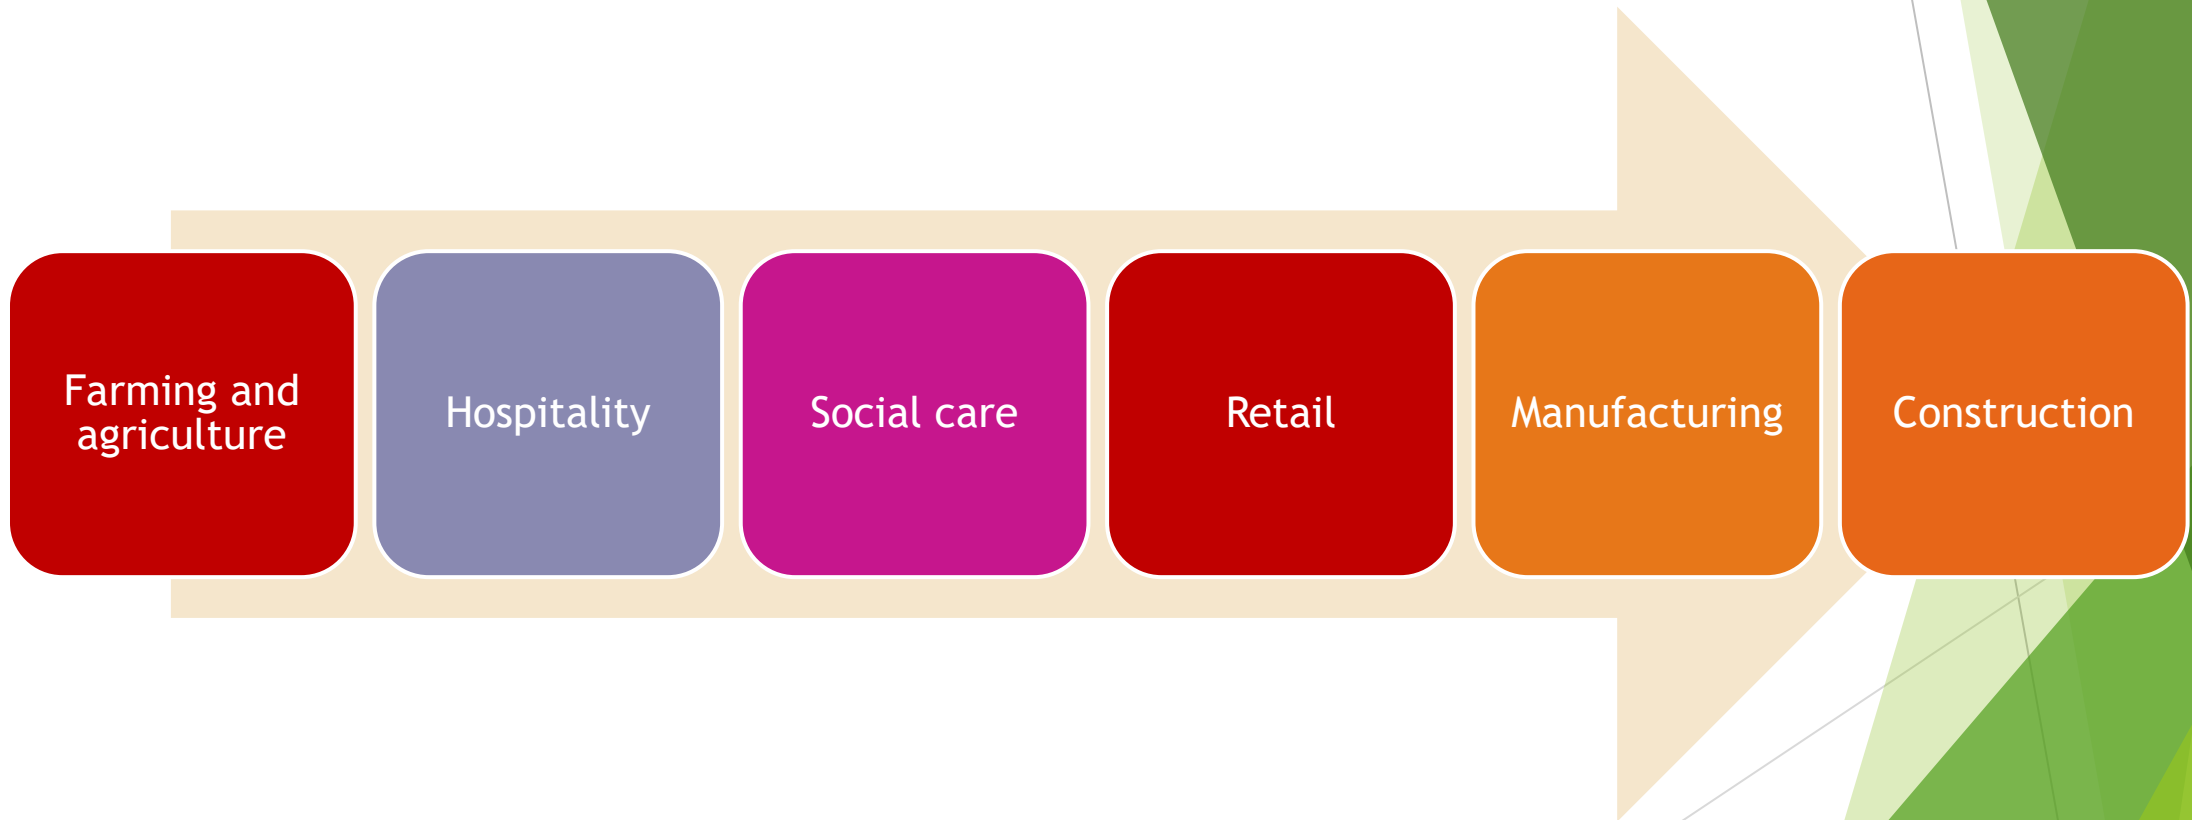 Farming and
agriculture
Hospitality
Social care
Retail
Manufacturing
Construction